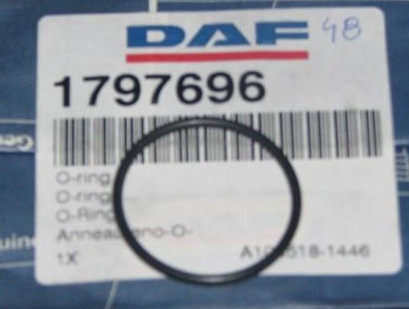 DAF 48
1797696
O-ring
O-ring
O-Ring
1X